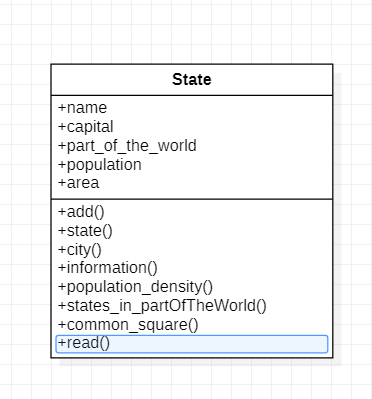 State
+name
+capital
+part_of_the_world
+population
+area
+add()
+state()
+city()
+information()
+population_density()
+states_in_partOfTheWorld()
+common_square()
+read()